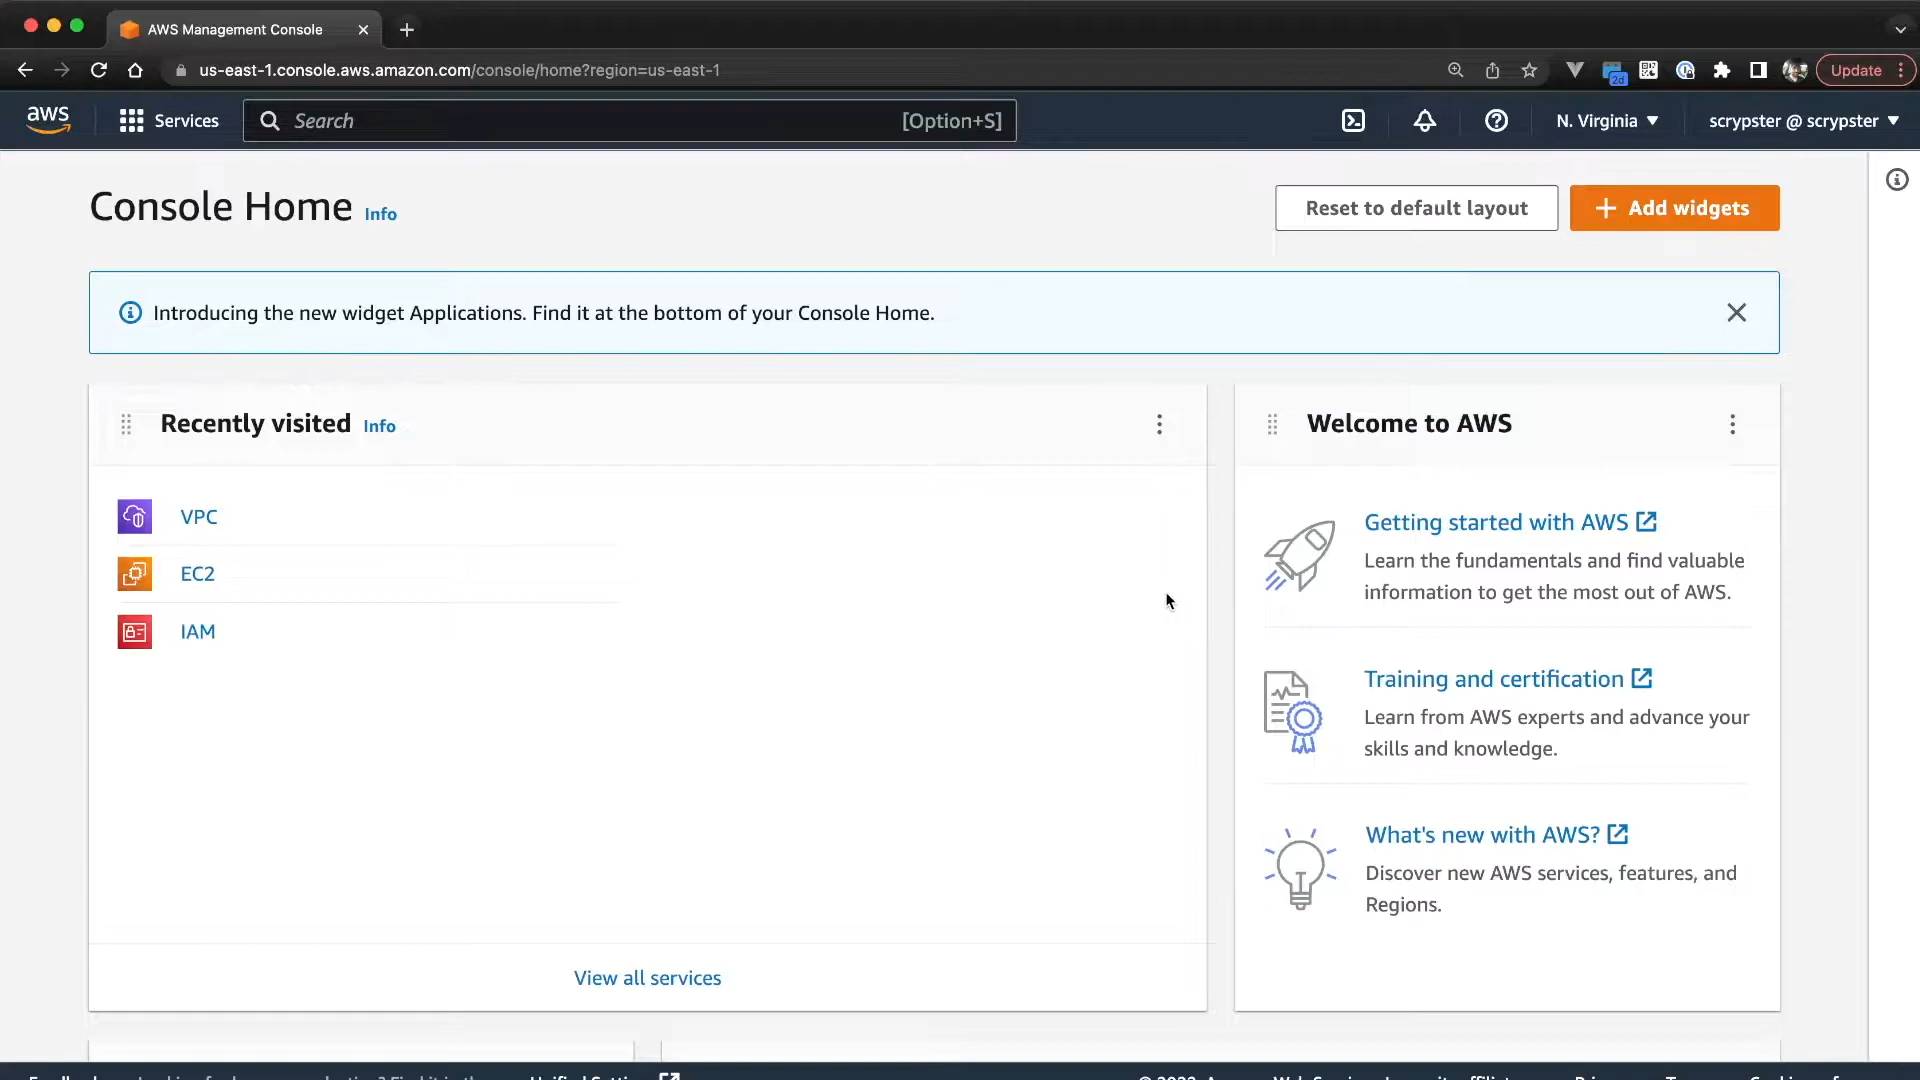 AWS Management Console
us-east-1.console.aws.amazon.com/console/home?region=us-east-1
2d
Update
aws
Services
Search
[Option+S]
N. Virginia
scrypster @ scrypster
Console Home Info
Reset to default layout
+ Add widgets
Introducing the new widget Applications. Find it at the bottom of your Console Home.
Recently visited Info
VPC
EC2
IAM
View all services
Welcome to AWS
Getting started with AWS
Learn the fundamentals and find valuable
information to get the most out of AWS.
Training and certification
Learn from AWS experts and advance your
skills and knowledge.
What's new with AWS?
Discover new AWS services, features, and
Regions.